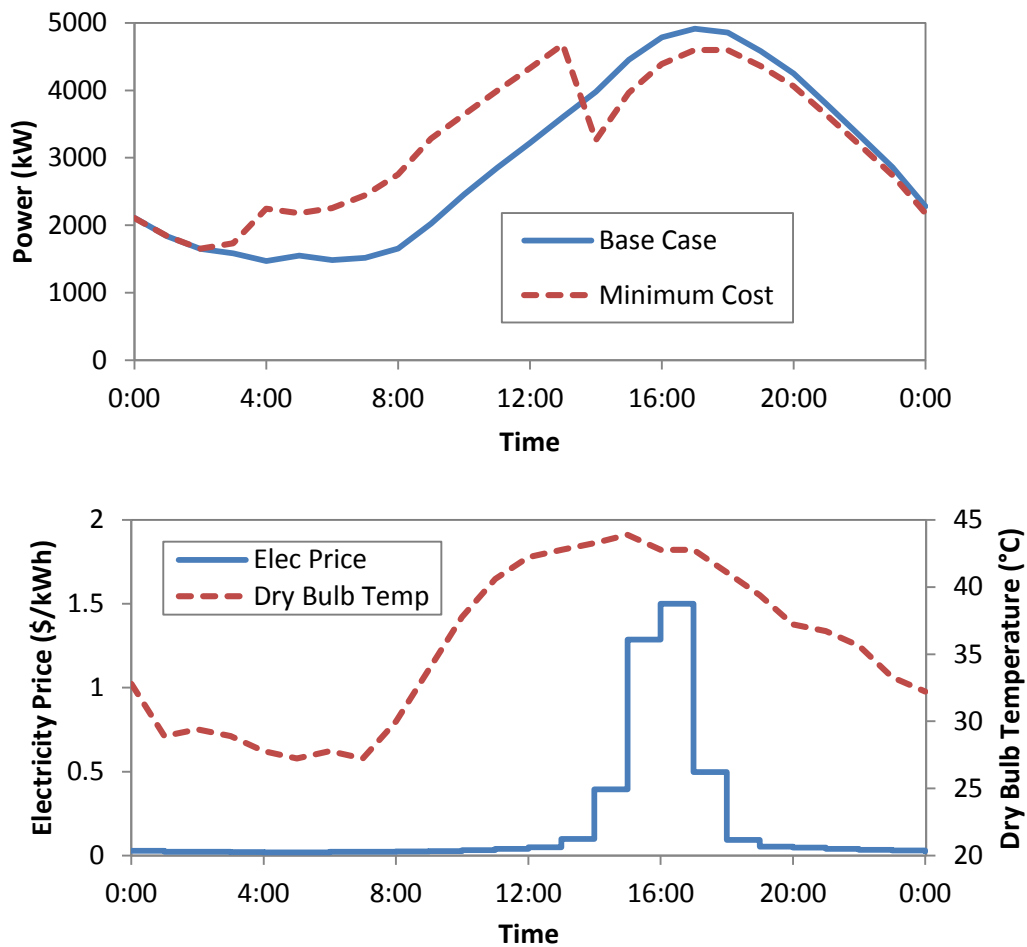 5000
4000
3000
2000
1000
0
Power (kW)
Base Case
Minimum Cost
0:00 4:00 8:00 12:00 16:00 20:00 0:00
Time
2
1.5
1
0.5
0
Electricity Price ($/kWh)
Elec Price
Dry Bulb Temp
45
40
35
30
25
20
Dry Bulb Temperature (°C)
0:00 4:00 8:00 12:00 16:00 20:00 0:00
Time